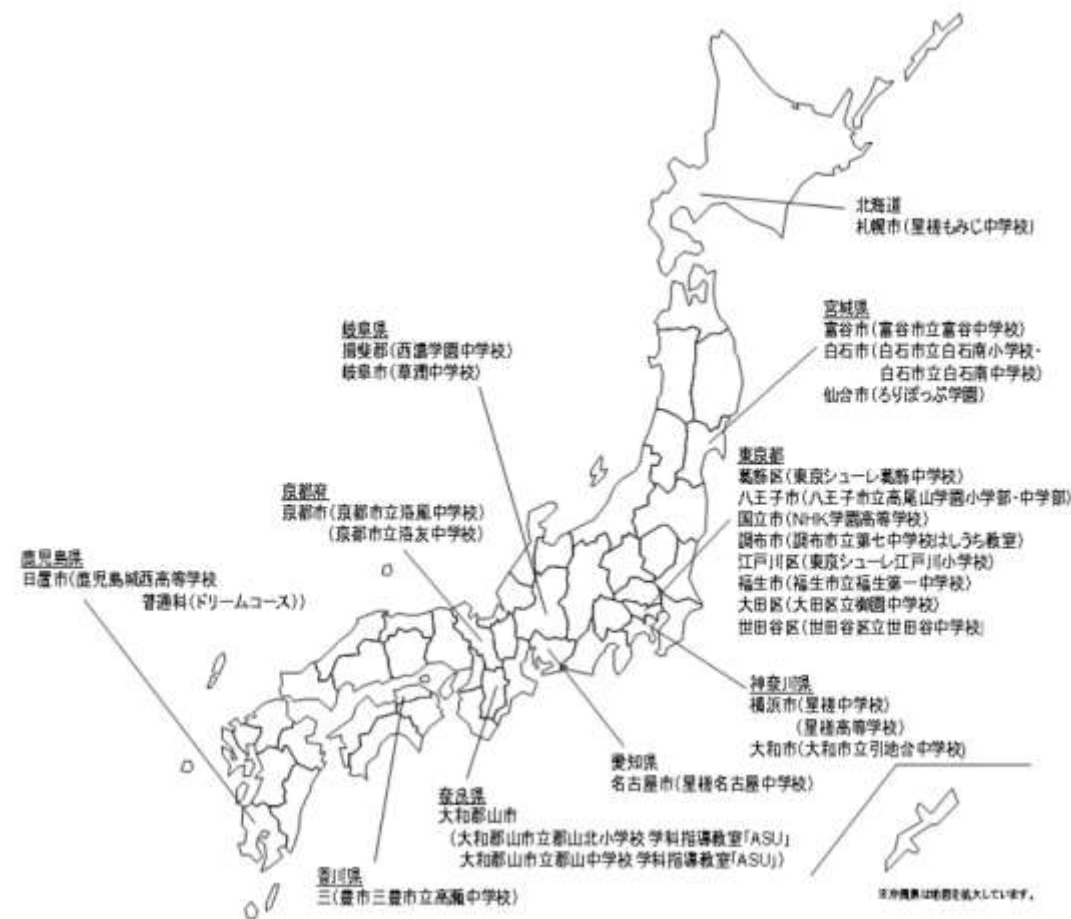 北海道
札幌市(星槎もみじ中学校)
宮城県
富谷市(富谷市立富谷中学校)
白石市(白石市立白石南小学校・
白石市立白石南中学校)
仙台市(ろりぽっぷ学園)
岐阜県
揖斐郡(西濃学園中学校)
岐阜市(草潤中学校)
東京都
葛飾区(東京シューレ葛飾中学校)
八王子市(八王子市立高尾山学園小学部・中学部)
国立市(NHK学園高等学校)
調布市(調布市立第七中学校はしうち教室)
江戸川区(東京シューレ江戸川小学校)
福生市(福生市立福生第一中学校)
大田区(大田区立御園中学校)
世田谷区(世田谷区立世田谷中学校)
京都府
京都市(京都市立洛風中学校)
(京都市立洛友中学校)
鹿児島県
日置市(鹿児島城西高等学校
普通科(ドリームコース))
神奈川県
横浜市(星槎中学校)
(星槎高等学校)
大和市(大和市立引地台中学校)
愛知県
名古屋市(星槎名古屋中学校)
奈良県
大和郡山市
(大和郡山市立郡山北小学校 学科指導教室「ASU」
大和郡山市立郡山中学校 学科指導教室「ASU」)
香川県
三(豊市三豊市立高瀬中学校)
※沖縄県は地図を拡大しています。